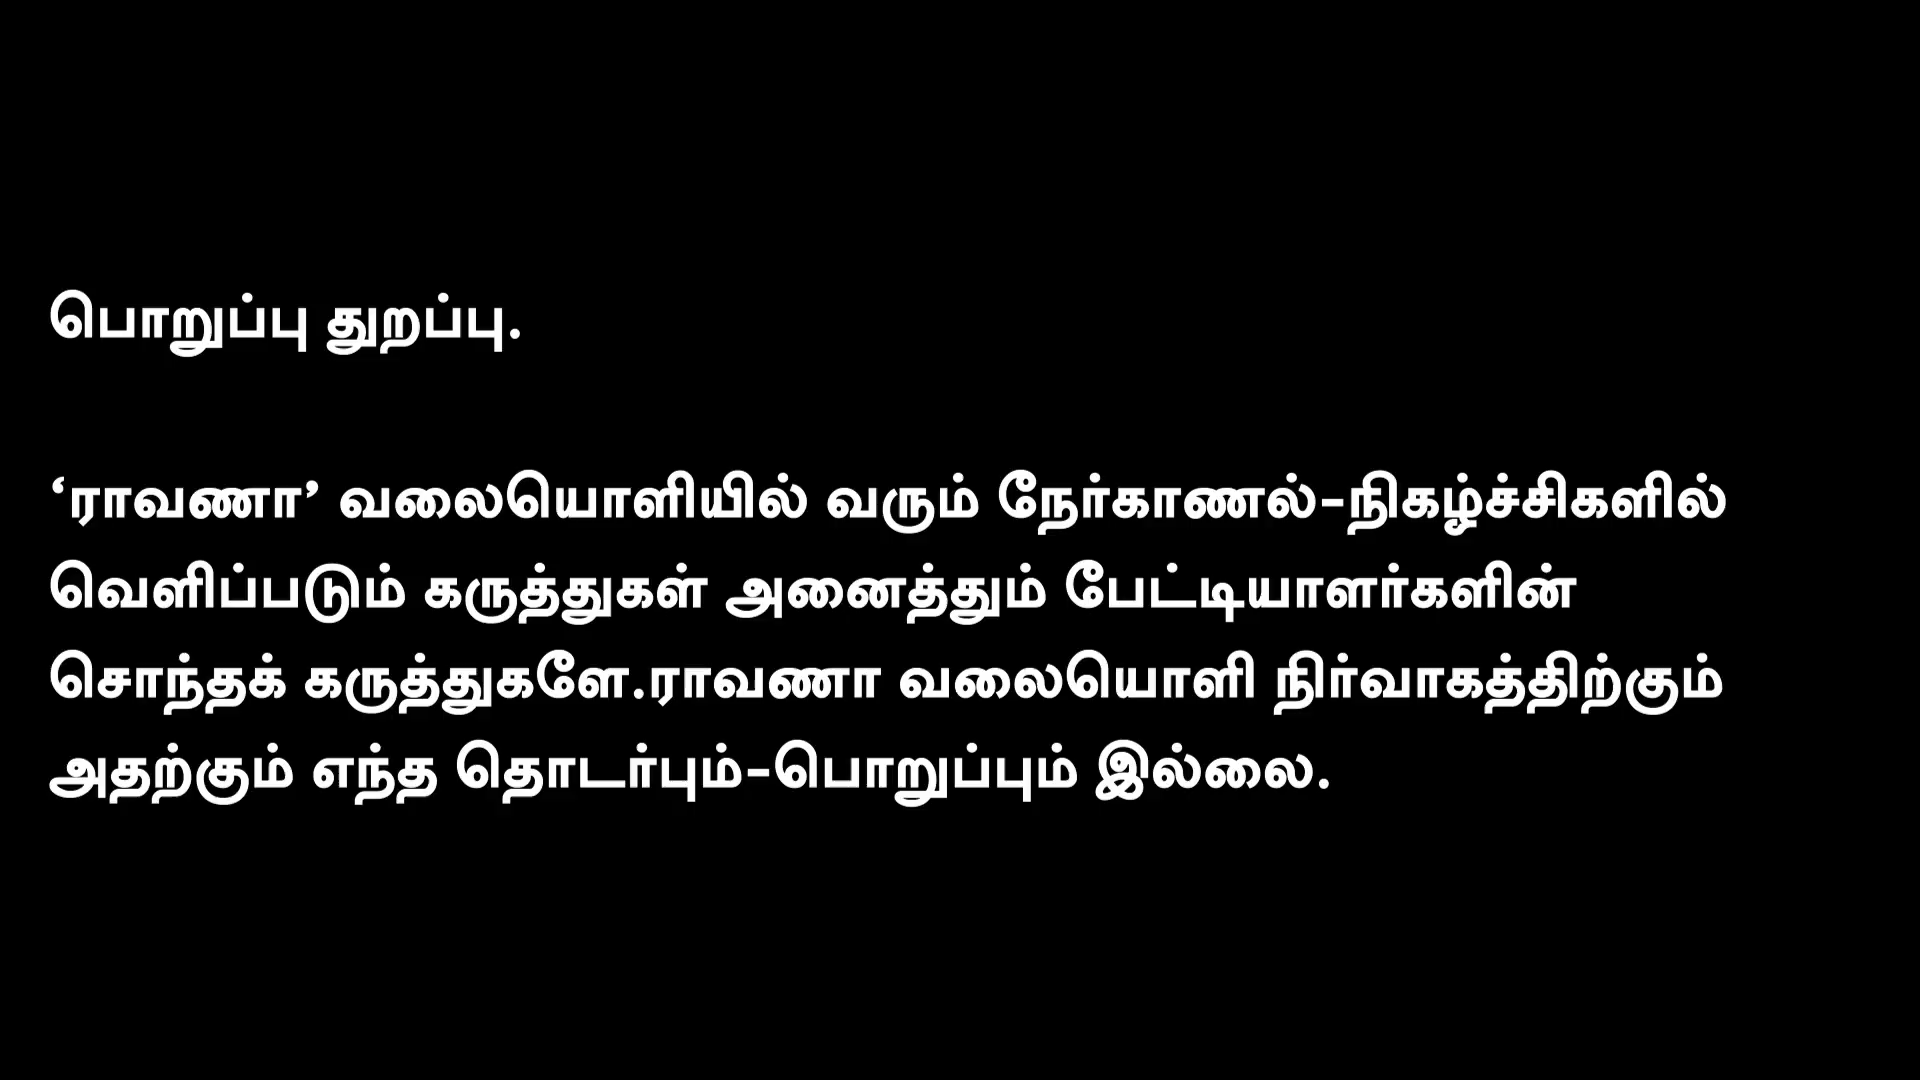 பொறுப்பு துறப்பு.
‘ராவணா’ வலையொளியில் வரும் நேர்காணல்-நிகழ்ச்சிகளில்
வெளிப்படும் கருத்துகள் அனைத்தும் பேட்டியாளர்களின்
சொந்தக் கருத்துகளே.ராவணா வலையொளி நிர்வாகத்திற்கும்
அதற்கும் எந்த தொடர்பும்-பொறுப்பும் இல்லை.